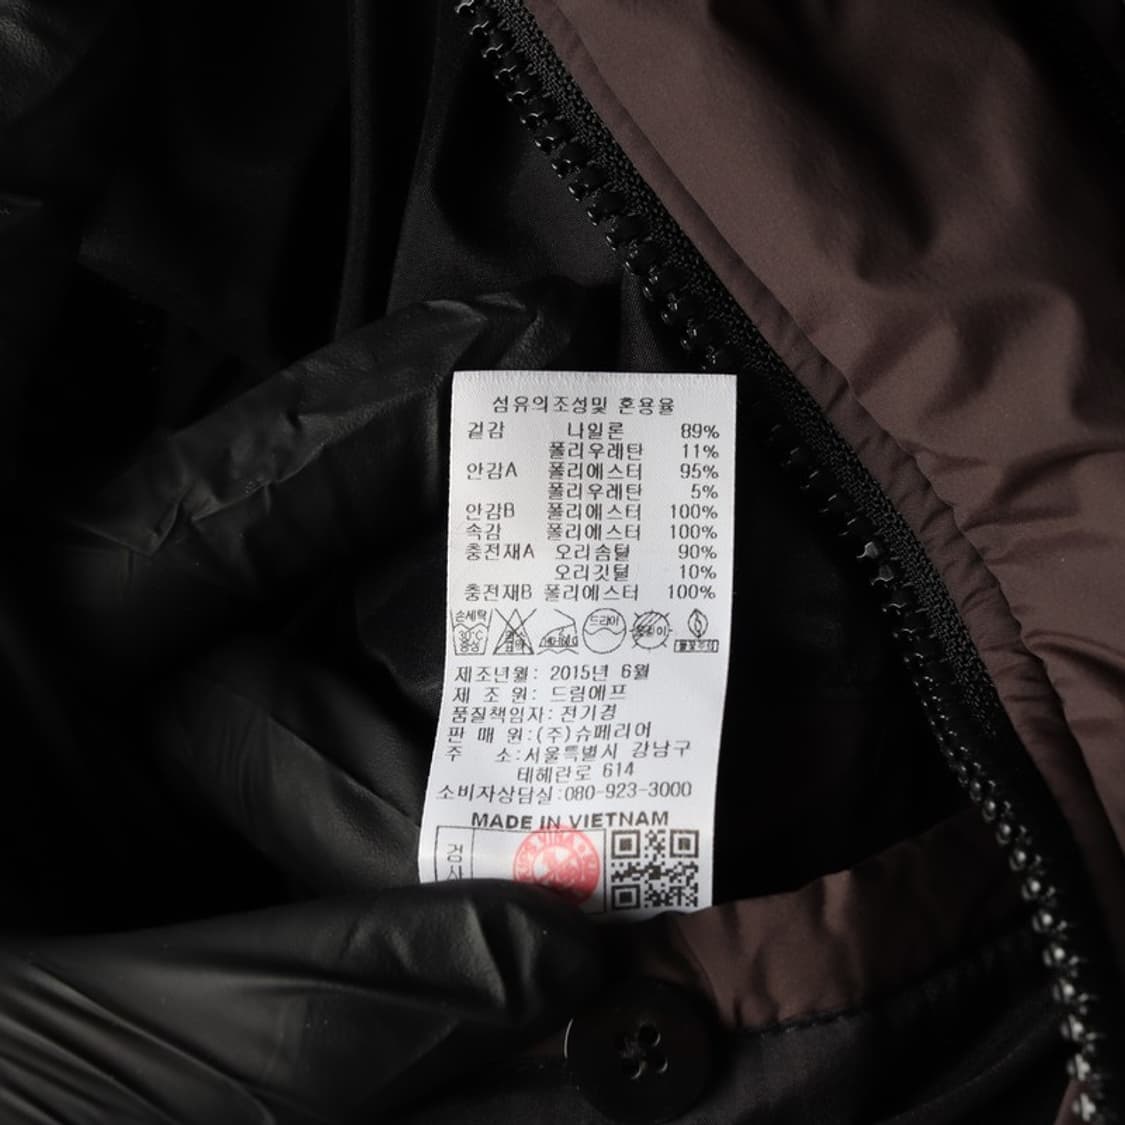 섬유의조성및 혼용율
겉감 나일론 89%
폴리우레탄 11%
안감A 폴리에스터 95%
폴리우레탄 5%
안감B 폴리에스터 100%
속감 폴리에스터 100%
충전재A 오리솜털 90%
오리깃털 10%
충전재B 폴리에스터 100%
손세탁 30℃ 중성 드라이
제조년월: 2015년 6월
제 조 원: 드림에프
품질책임자: 전기경
판 매 원:(주)슈페리어
주 소:서울특별시 강남구
테헤란로 614
소비자상담실:080-923-3000
MADE IN VIETNAM
검
사